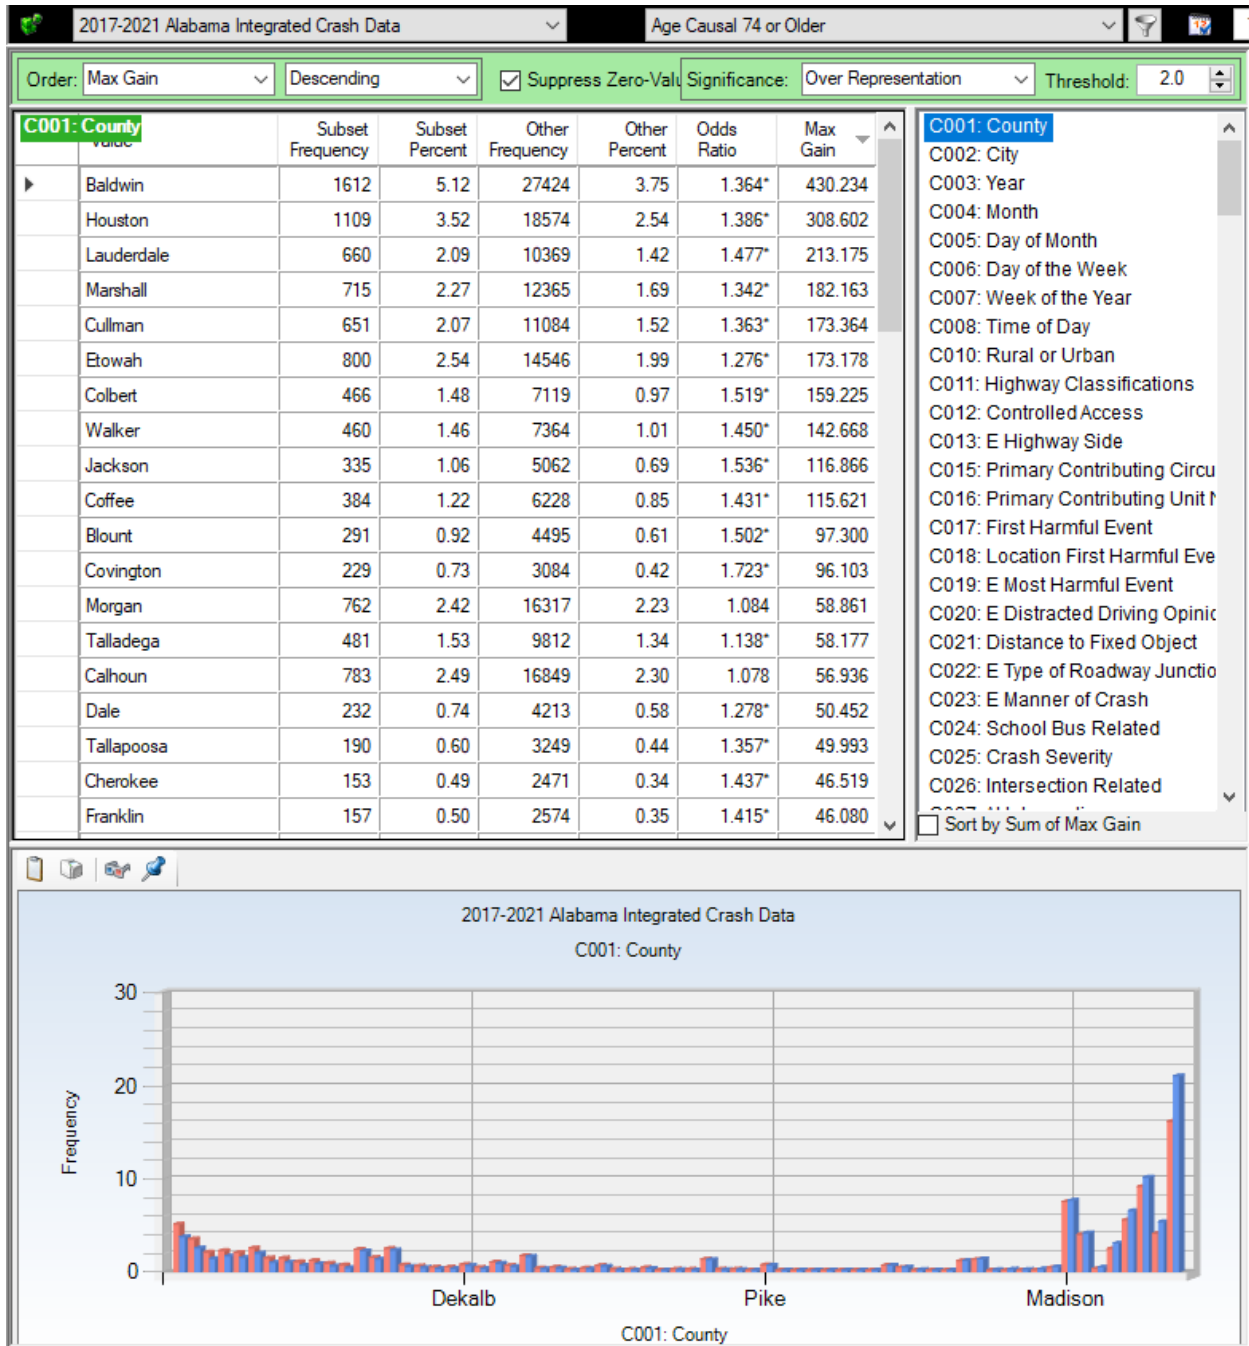 2017-2021 Alabama Integrated Crash Data Age Causal 74 or Older
Order: Max Gain Descending Suppress Zero-Valu Significance: Over Representation Threshold: 2.0
C001: County
Value Subset Frequency Subset Percent Other Frequency Other Percent Odds Ratio Max Gain
Baldwin 1612 5.12 27424 3.75 1.364* 430.234
Houston 1109 3.52 18574 2.54 1.386* 308.602
Lauderdale 660 2.09 10369 1.42 1.477* 213.175
Marshall 715 2.27 12365 1.69 1.342* 182.163
Cullman 651 2.07 11084 1.52 1.363* 173.364
Etowah 800 2.54 14546 1.99 1.276* 173.178
Colbert 466 1.48 7119 0.97 1.519* 159.225
Walker 460 1.46 7364 1.01 1.450* 142.668
Jackson 335 1.06 5062 0.69 1.536* 116.866
Coffee 384 1.22 6228 0.85 1.431* 115.621
Blount 291 0.92 4495 0.61 1.502* 97.300
Covington 229 0.73 3084 0.42 1.723* 96.103
Morgan 762 2.42 16317 2.23 1.084 58.861
Talladega 481 1.53 9812 1.34 1.138* 58.177
Calhoun 783 2.49 16849 2.30 1.078 56.936
Dale 232 0.74 4213 0.58 1.278* 50.452
Tallapoosa 190 0.60 3249 0.44 1.357* 49.993
Cherokee 153 0.49 2471 0.34 1.437* 46.519
Franklin 157 0.50 2574 0.35 1.415* 46.080
C001: County
C002: City
C003: Year
C004: Month
C005: Day of Month
C006: Day of the Week
C007: Week of the Year
C008: Time of Day
C010: Rural or Urban
C011: Highway Classifications
C012: Controlled Access
C013: E Highway Side
C015: Primary Contributing Circu
C016: Primary Contributing Unit N
C017: First Harmful Event
C018: Location First Harmful Eve
C019: E Most Harmful Event
C020: E Distracted Driving Opinic
C021: Distance to Fixed Object
C022: E Type of Roadway Junctio
C023: E Manner of Crash
C024: School Bus Related
C025: Crash Severity
C026: Intersection Related
Sort by Sum of Max Gain
2017-2021 Alabama Integrated Crash Data
C001: County
30
20
10
0
Frequency
Dekalb Pike Madison
C001: County